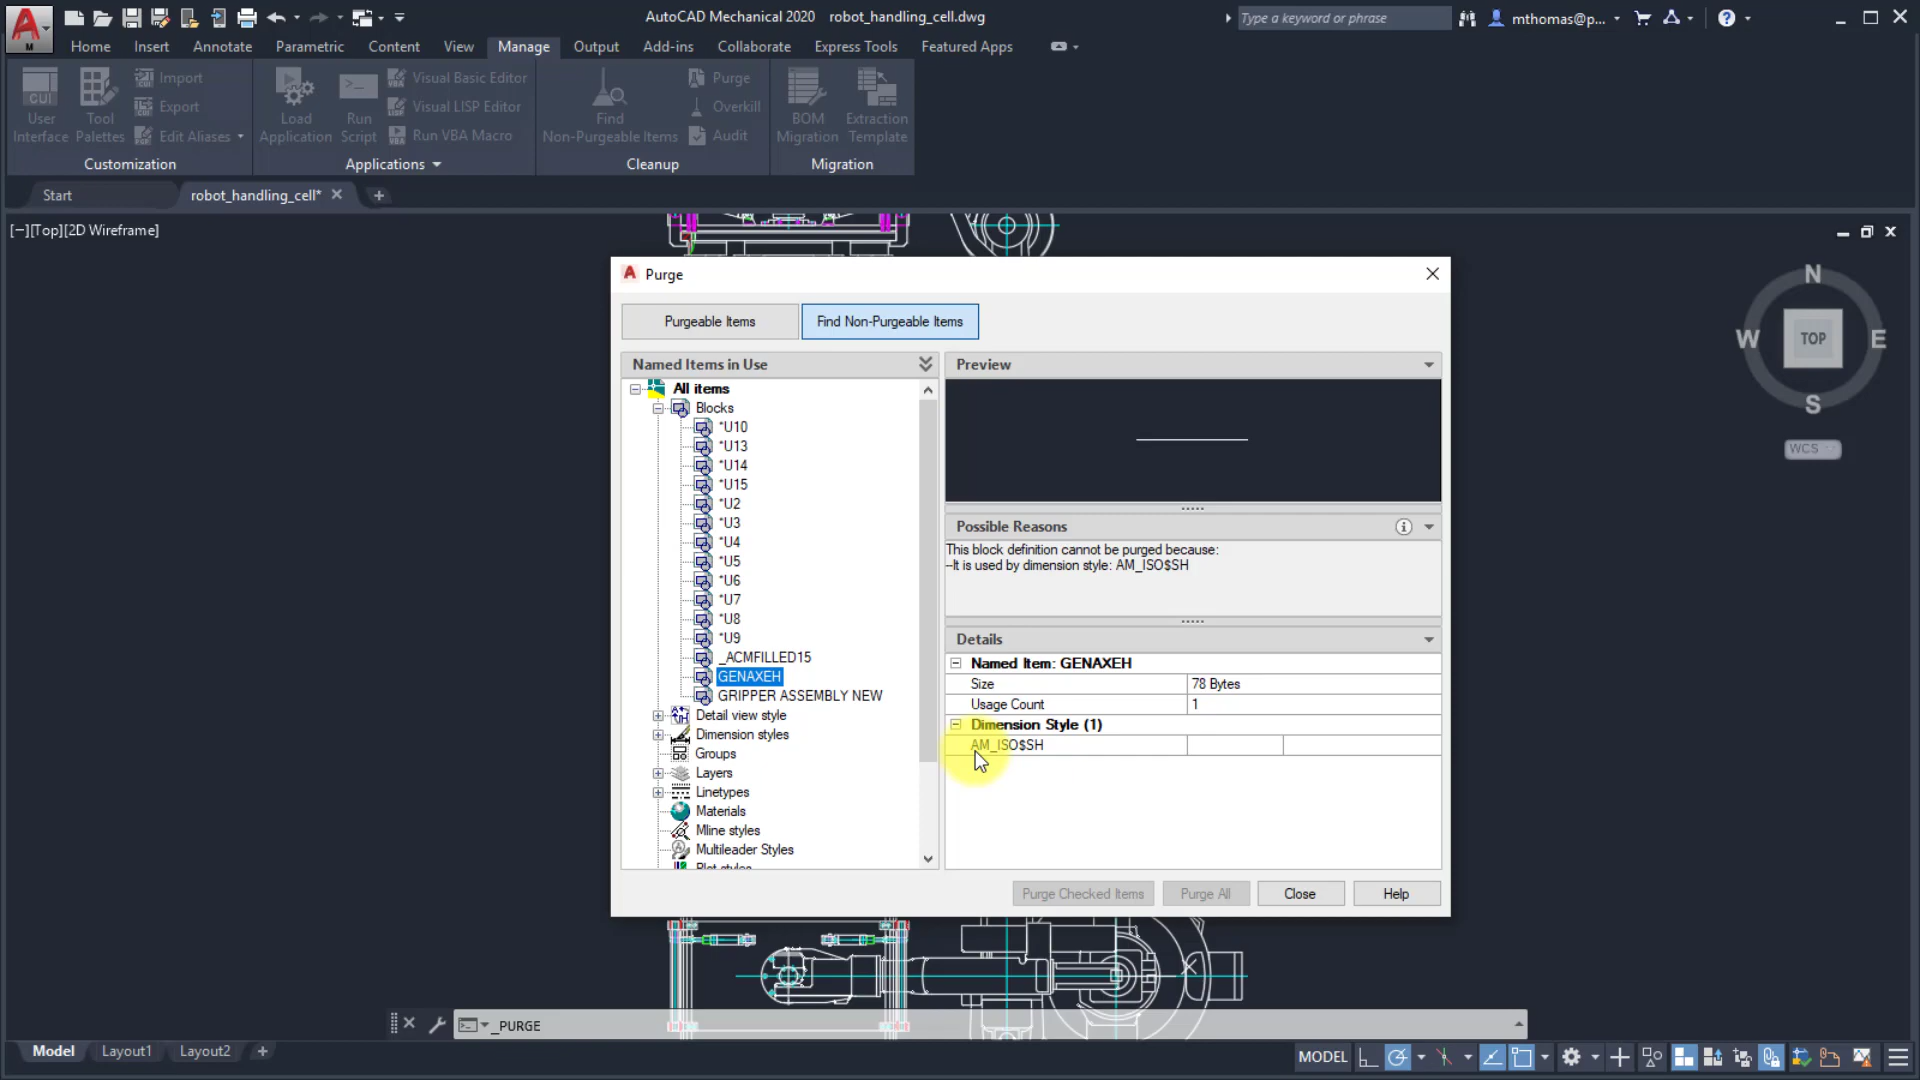 AutoCAD Mechanical 2020 robot_handling_cell.dwg
Type a keyword or phrase
mthomas@p...
M
Home Insert Annotate Parametric Content View Manage Output Add-ins Collaborate Express Tools Featured Apps
CUI
User Interface
Tool Palettes
Import
Export
Edit Aliases
Load Application
Run Script
Visual Basic Editor
Visual LISP Editor
Run VBA Macro
Find Non-Purgeable Items
Purge
Overkill
Audit
BOM Migration
Extraction Template
Customization
Applications
Cleanup
Migration
Start
robot_handling_cell*
[−][Top][2D Wireframe]
N
W TOP E
S
WCS
Purge
Purgeable Items
Find Non-Purgeable Items
Named Items in Use
All items
Blocks
*U10
*U13
*U14
*U15
*U2
*U3
*U4
*U5
*U6
*U7
*U8
*U9
_ACMFILLED15
GENAXEH
GRIPPER ASSEMBLY NEW
Detail view style
Dimension styles
Groups
Layers
Linetypes
Materials
Mline styles
Multileader Styles
Plot styles
Preview
Possible Reasons
This block definition cannot be purged because:
--It is used by dimension style: AM_ISO$SH
Details
Named Item: GENAXEH
Size 78 Bytes
Usage Count 1
Dimension Style (1)
AM_ISO$SH
Purge Checked Items
Purge All
Close
Help
_PURGE
Model
Layout1
Layout2
MODEL